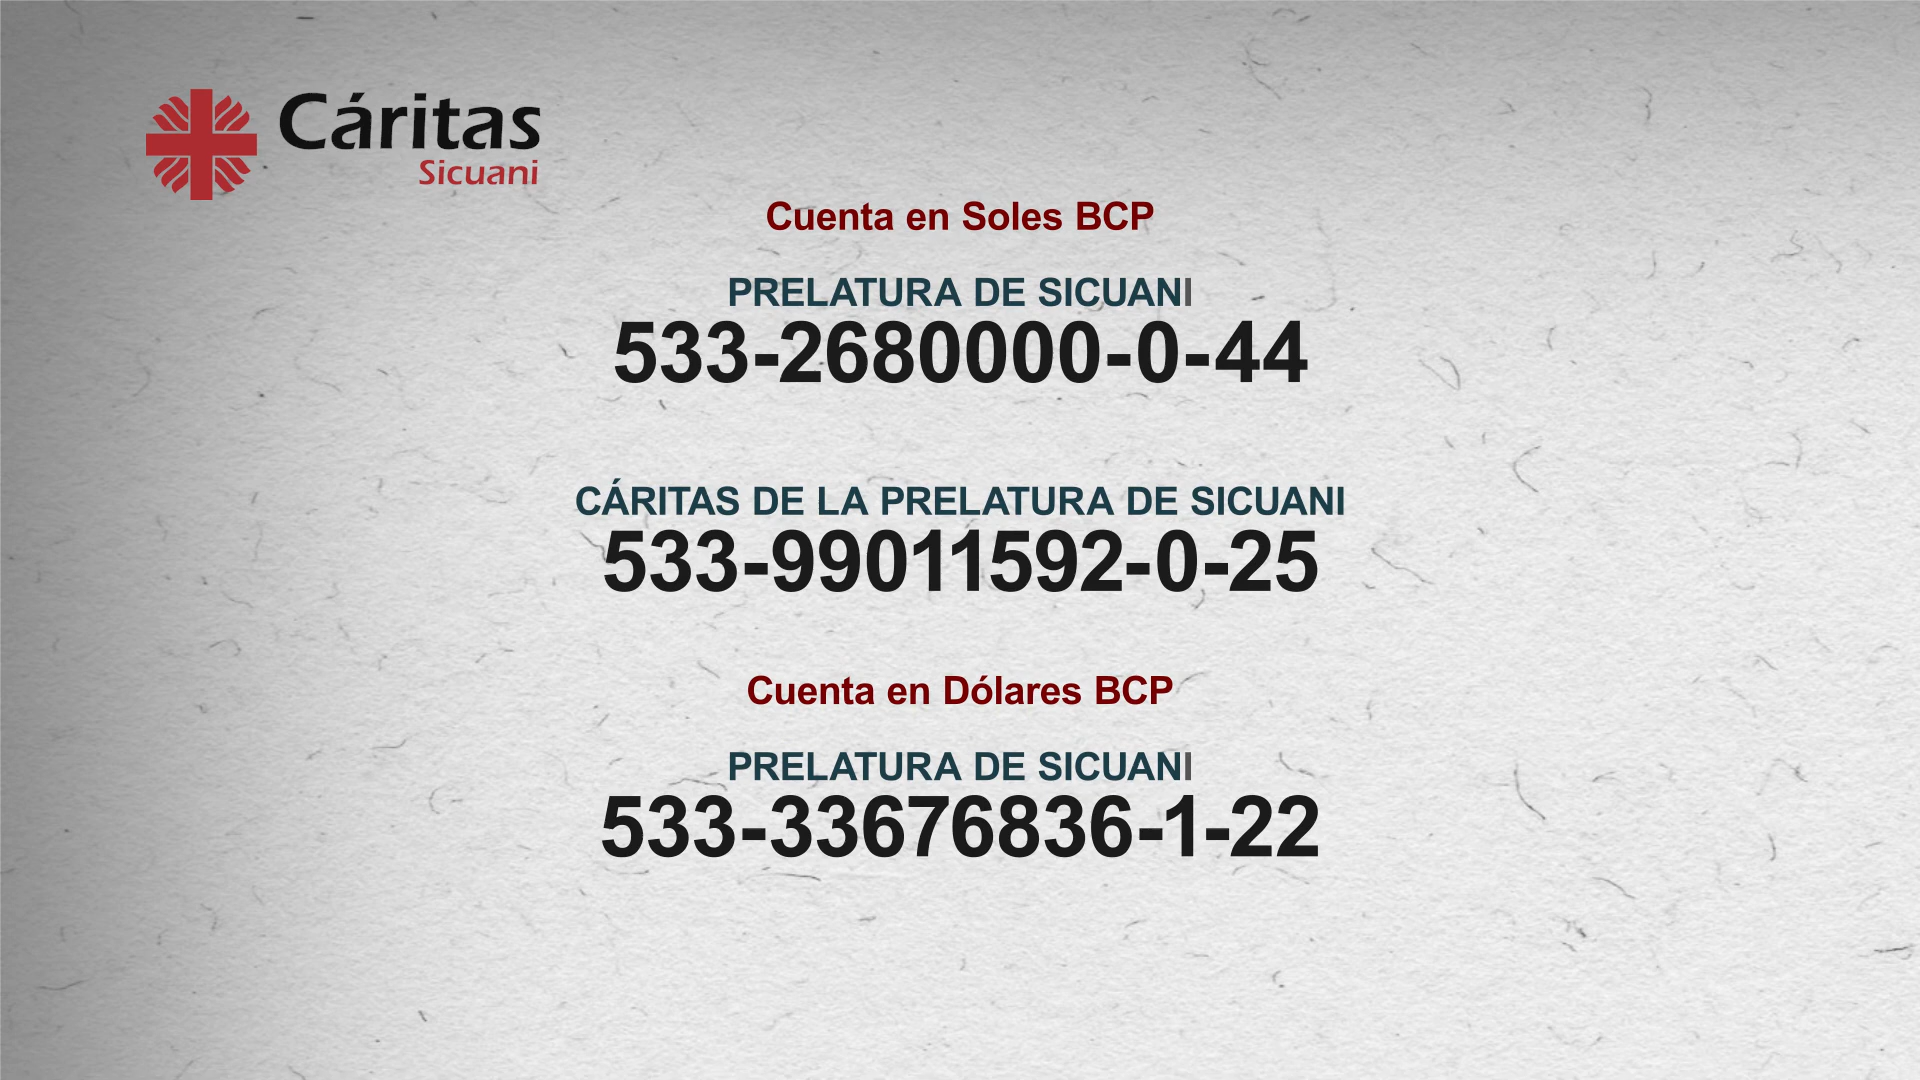 Cáritas
Sicuani
Cuenta en Soles BCP
PRELATURA DE SICUANI
533-2680000-0-44
CÁRITAS DE LA PRELATURA DE SICUANI
533-99011592-0-25
Cuenta en Dólares BCP
PRELATURA DE SICUANI
533-33676836-1-22